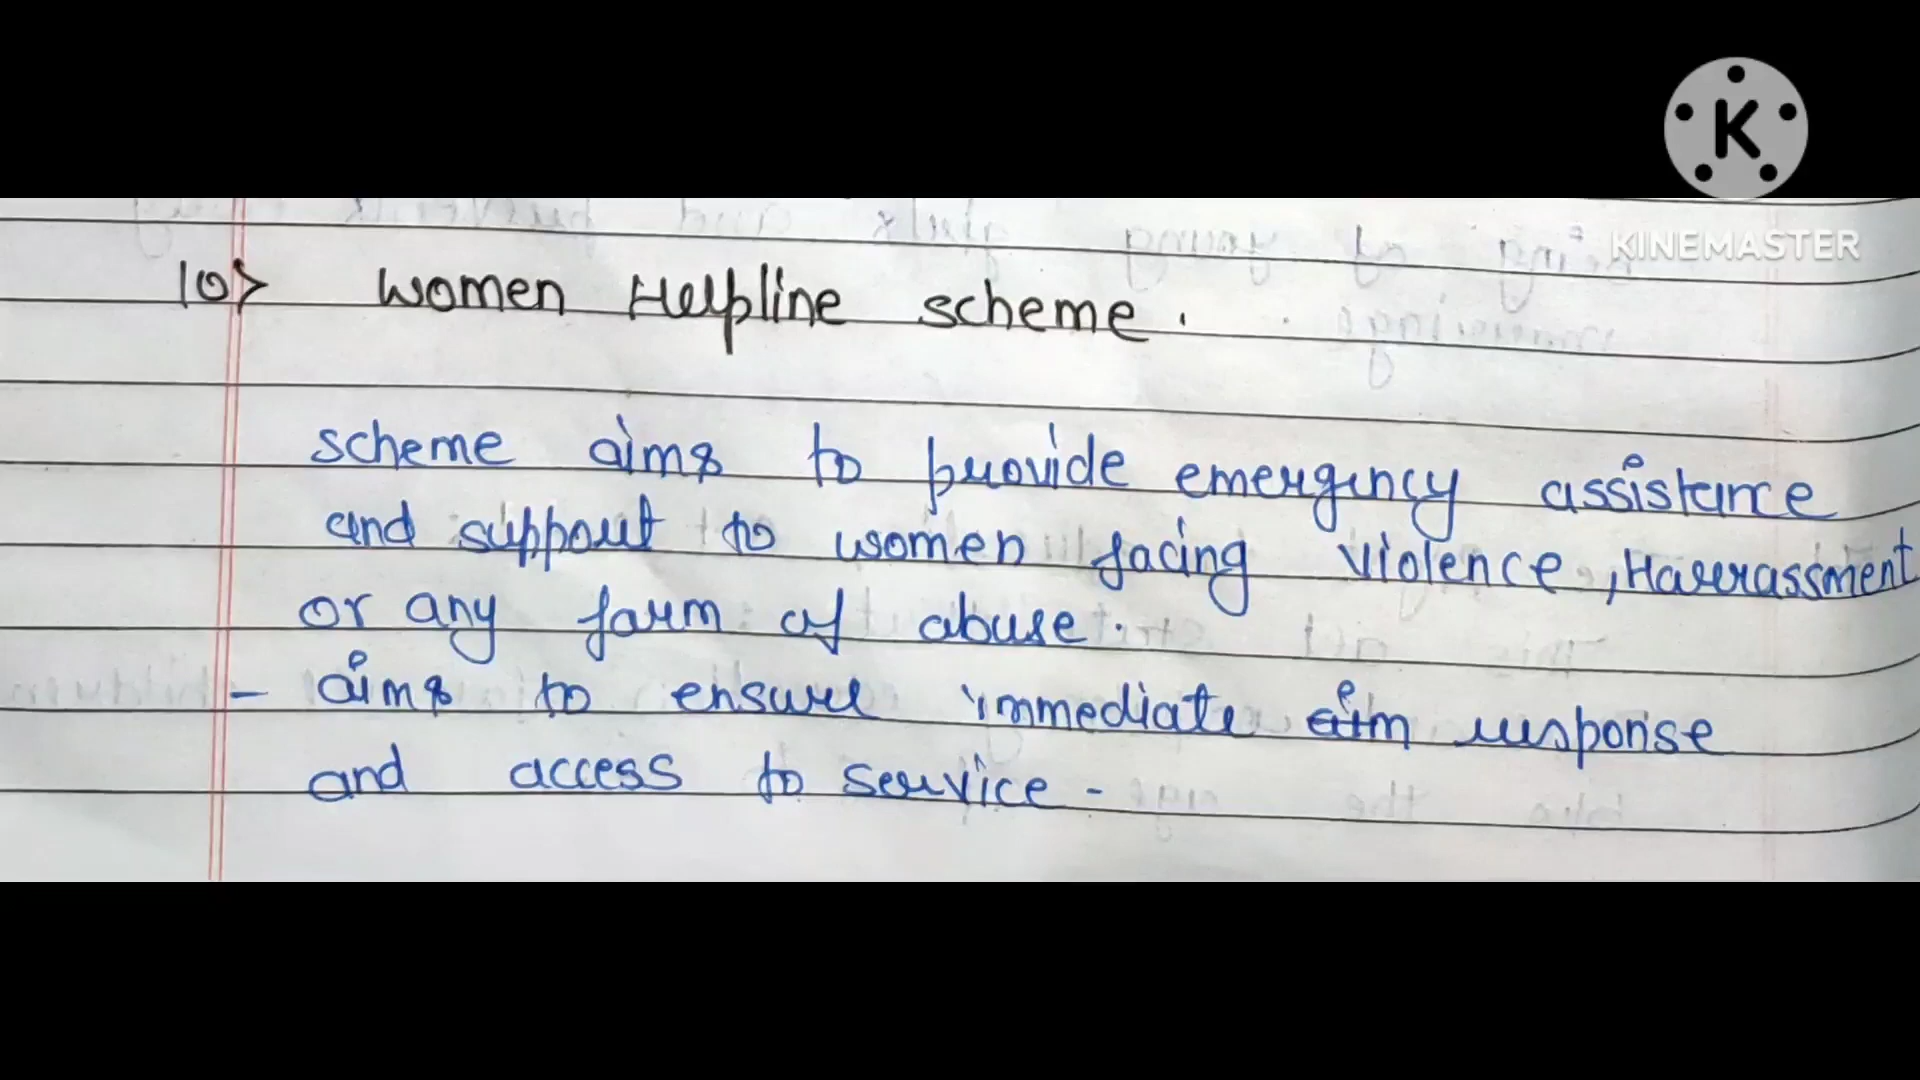 K
KINEMASTER
10> Women Helpline scheme.
scheme aims to provide emergency assistance
and support to women facing violence, Harrassment
or any form of abuse.
- aims to ensure immediate aim response
and access to service -